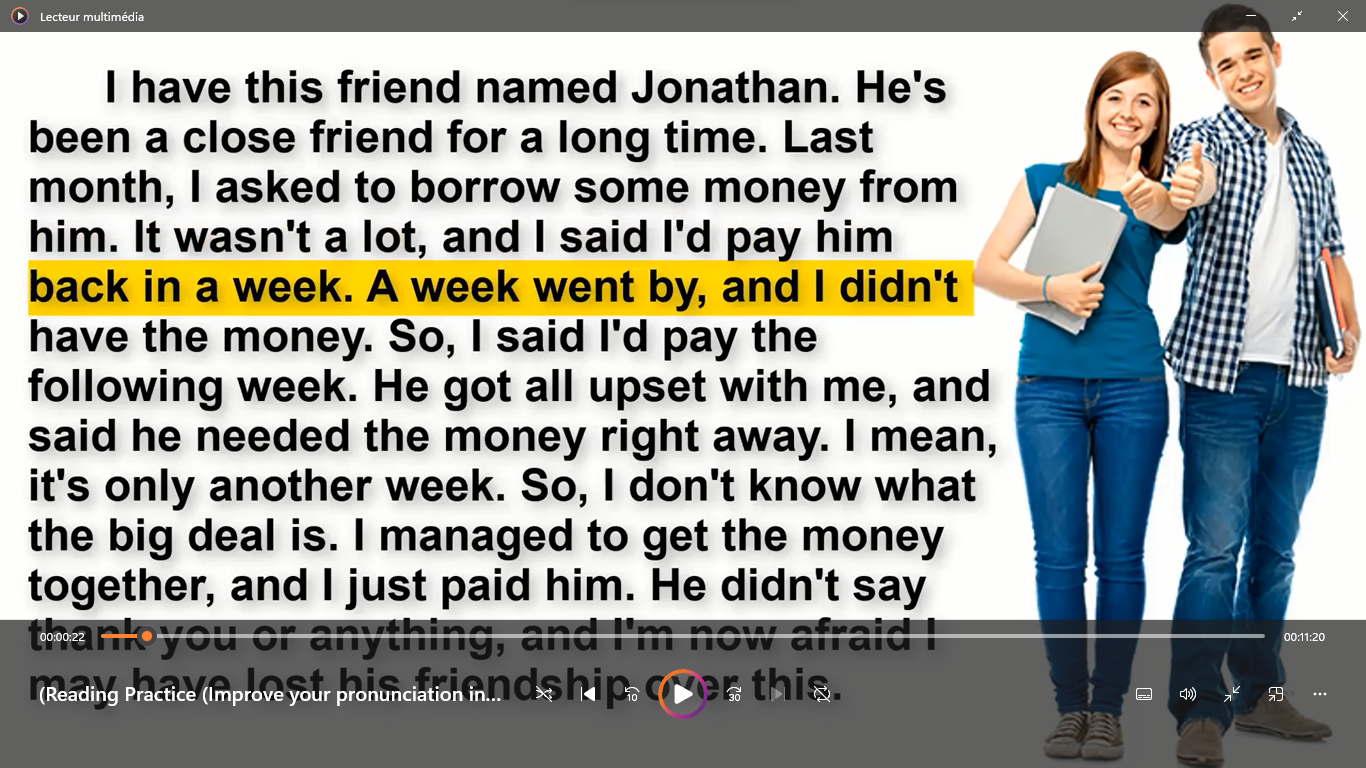 Lecteur multimédia
I have this friend named Jonathan. He's
been a close friend for a long time. Last
month, I asked to borrow some money from
him. It wasn't a lot, and I said I'd pay him
back in a week. A week went by, and I didn't
have the money. So, I said I'd pay the
following week. He got all upset with me, and
said he needed the money right away. I mean,
it's only another week. So, I don't know what
the big deal is. I managed to get the money
together, and I just paid him. He didn't say
thank you or anything, and I'm now afraid I
00:00:22
00:11:20
may have lost his friendship over this.
(Reading Practice (Improve your pronunciation in...
10
30